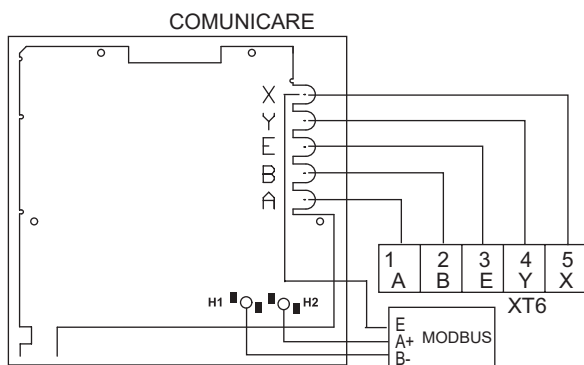 COMUNICARE
X
Y
E
B
A
1 2 3 4 5
A B E Y X
XT6
H1 H2
E
A+ MODBUS
B-